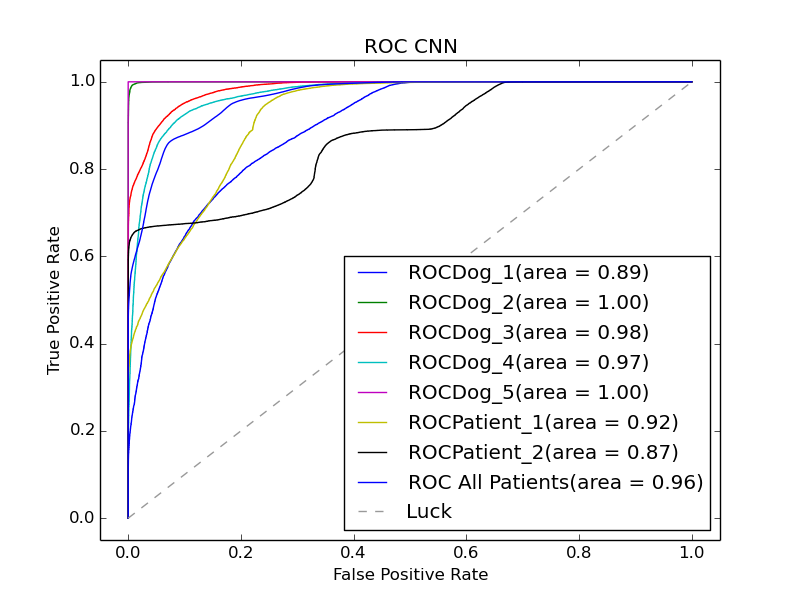 ROC CNN
1.0
0.8
0.6
0.4
0.2
0.0
True Positive Rate
ROCDog_1(area = 0.89)
ROCDog_2(area = 1.00)
ROCDog_3(area = 0.98)
ROCDog_4(area = 0.97)
ROCDog_5(area = 1.00)
ROCPatient_1(area = 0.92)
ROCPatient_2(area = 0.87)
ROC All Patients(area = 0.96)
Luck
0.0 0.2 0.4 0.6 0.8 1.0
False Positive Rate